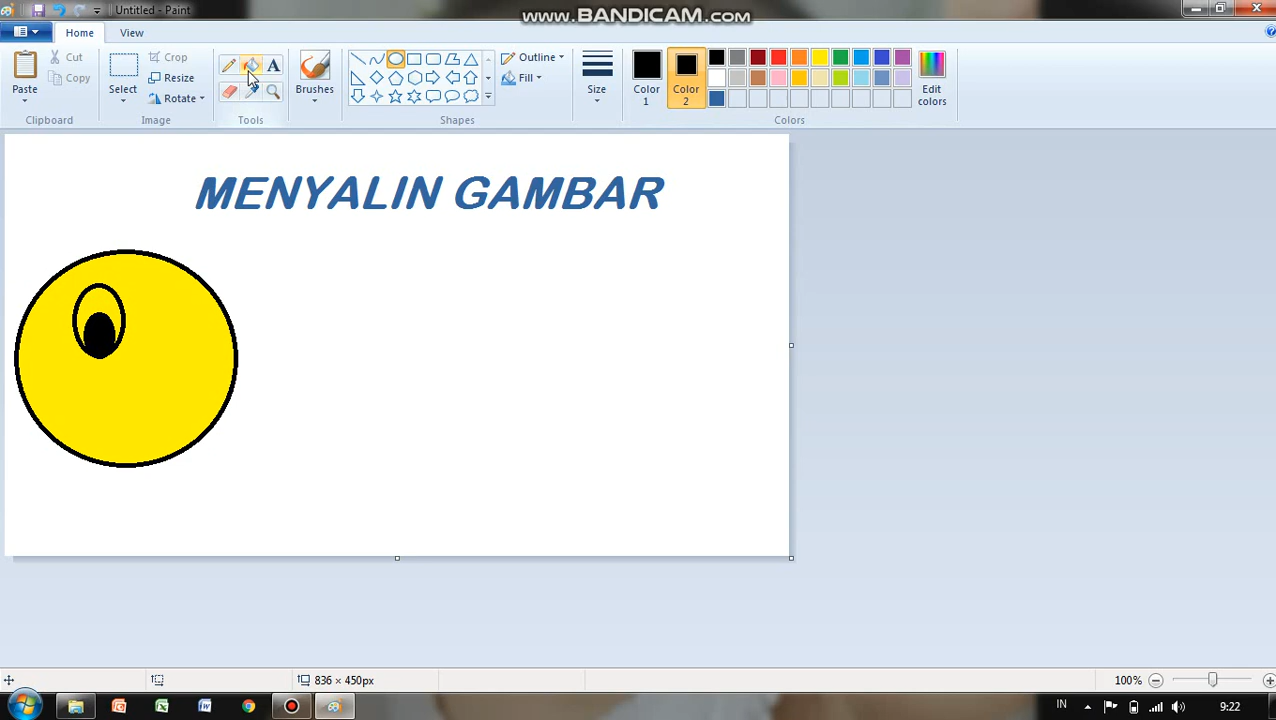 Untitled - Paint
www.BANDICAM.com
Home
View
Paste
Cut
Copy
Clipboard
Select
Crop
Resize
Rotate
Image
A
Tools
Brushes
Outline
Fill
Shapes
Size
Color
1
Color
2
Edit
colors
Colors
MENYALIN GAMBAR
836 × 450px
100%
IN
9:22